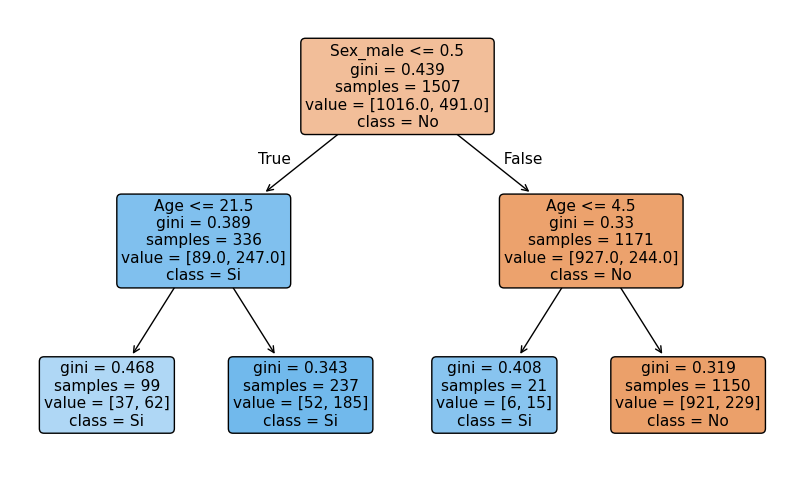 Sex_male <= 0.5
gini = 0.439
samples = 1507
value = [1016.0, 491.0]
class = No
True
False
Age <= 21.5
gini = 0.389
samples = 336
value = [89.0, 247.0]
class = Si
Age <= 4.5
gini = 0.33
samples = 1171
value = [927.0, 244.0]
class = No
gini = 0.468
samples = 99
value = [37, 62]
class = Si
gini = 0.343
samples = 237
value = [52, 185]
class = Si
gini = 0.408
samples = 21
value = [6, 15]
class = Si
gini = 0.319
samples = 1150
value = [921, 229]
class = No